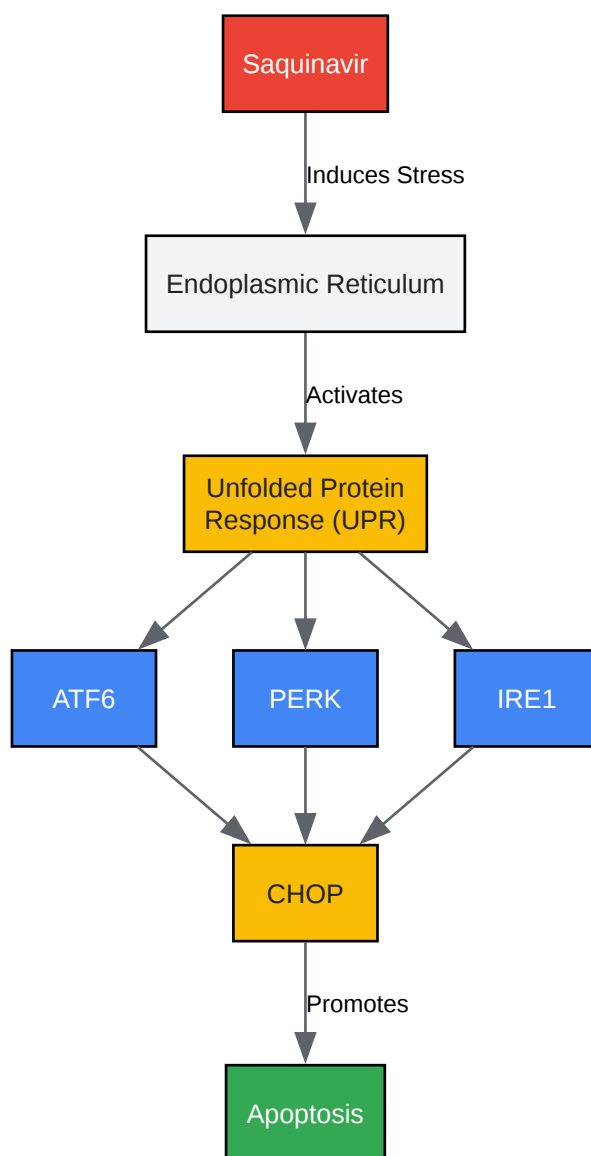 Saquinavir
Induces Stress
Endoplasmic Reticulum
Activates
Unfolded Protein
Response (UPR)
ATF6
PERK
IRE1
CHOP
Promotes
Apoptosis